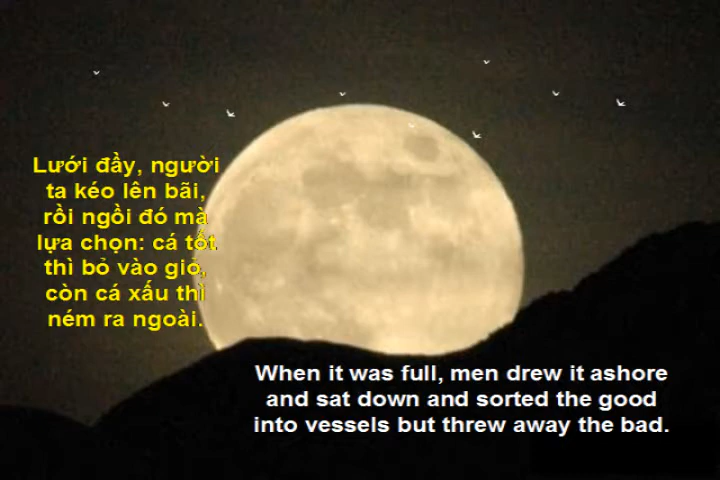 Lưới đầy, người
ta kéo lên bãi,
rồi ngồi đó mà
lựa chọn: cá tốt
thì bỏ vào giỏ,
còn cá xấu thì
ném ra ngoài.
When it was full, men drew it ashore
and sat down and sorted the good
into vessels but threw away the bad.